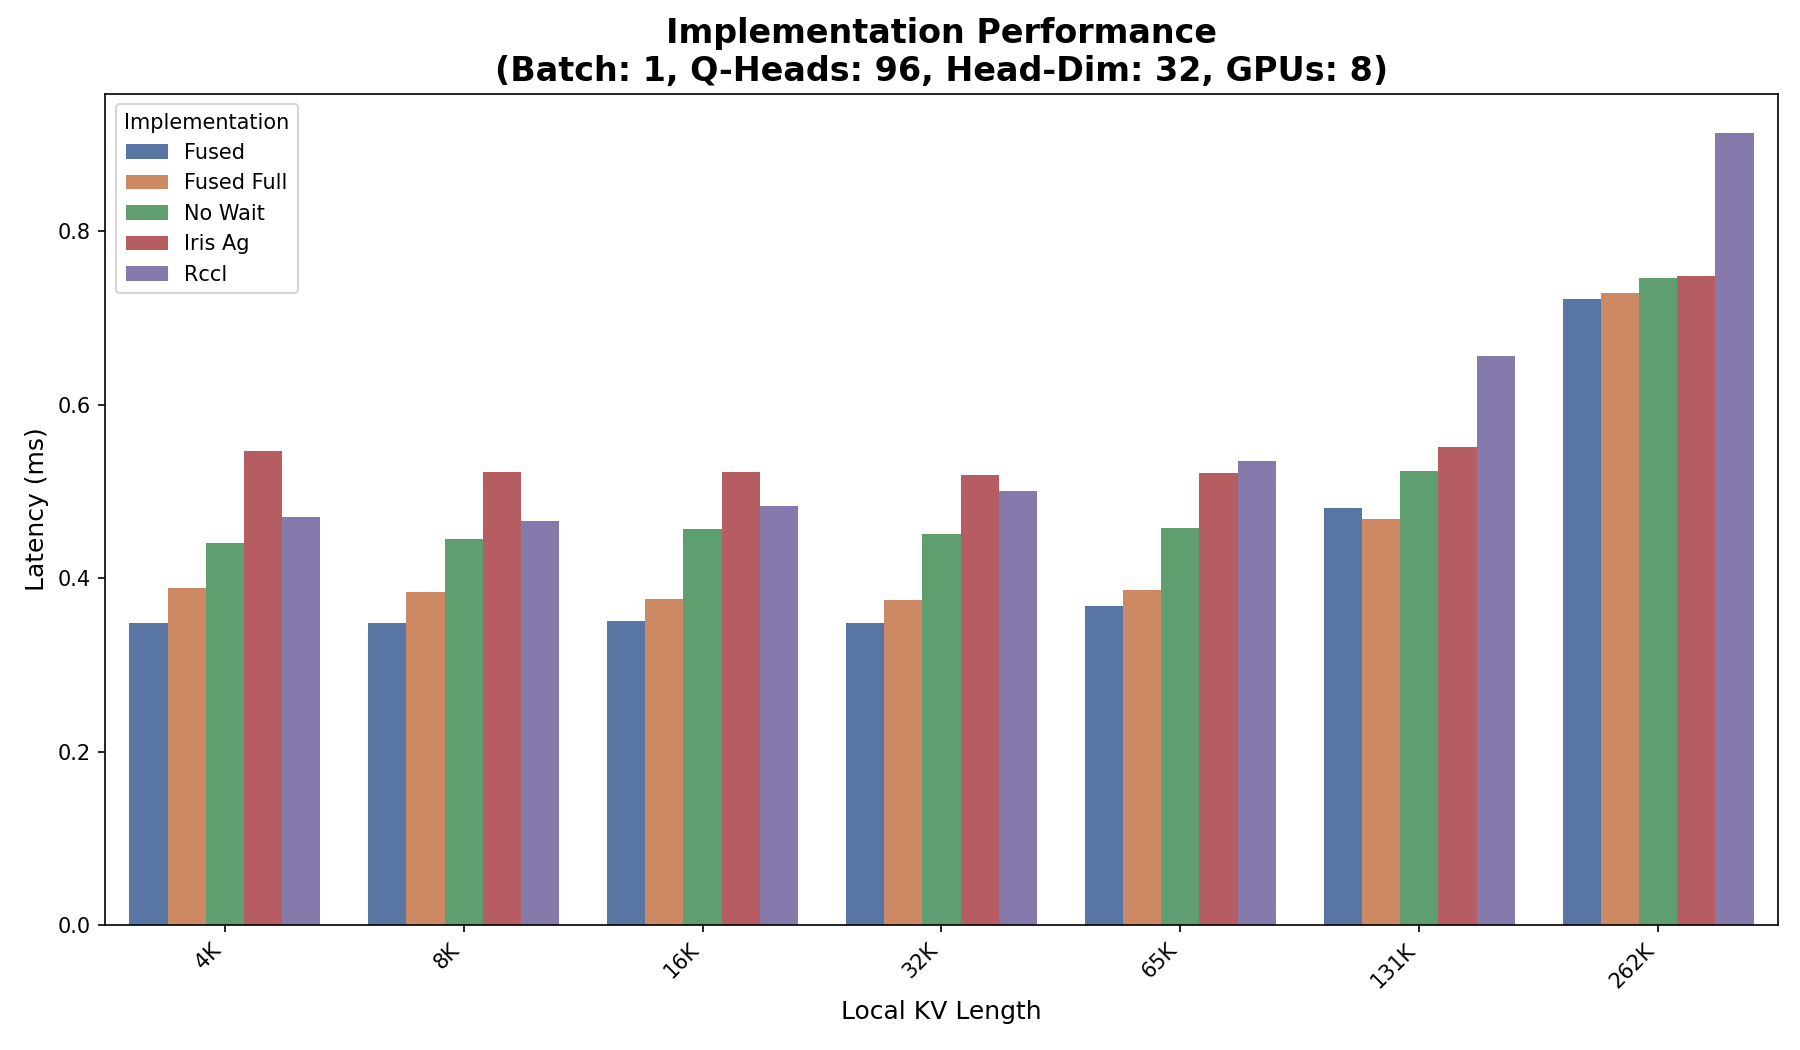 Implementation Performance
(Batch: 1, Q-Heads: 96, Head-Dim: 32, GPUs: 8)
Implementation
Fused
Fused Full
No Wait
Iris Ag
Rccl
Latency (ms)
0.8
0.6
0.4
0.2
0.0
4K
8K
16K
32K
65K
131K
262K
Local KV Length